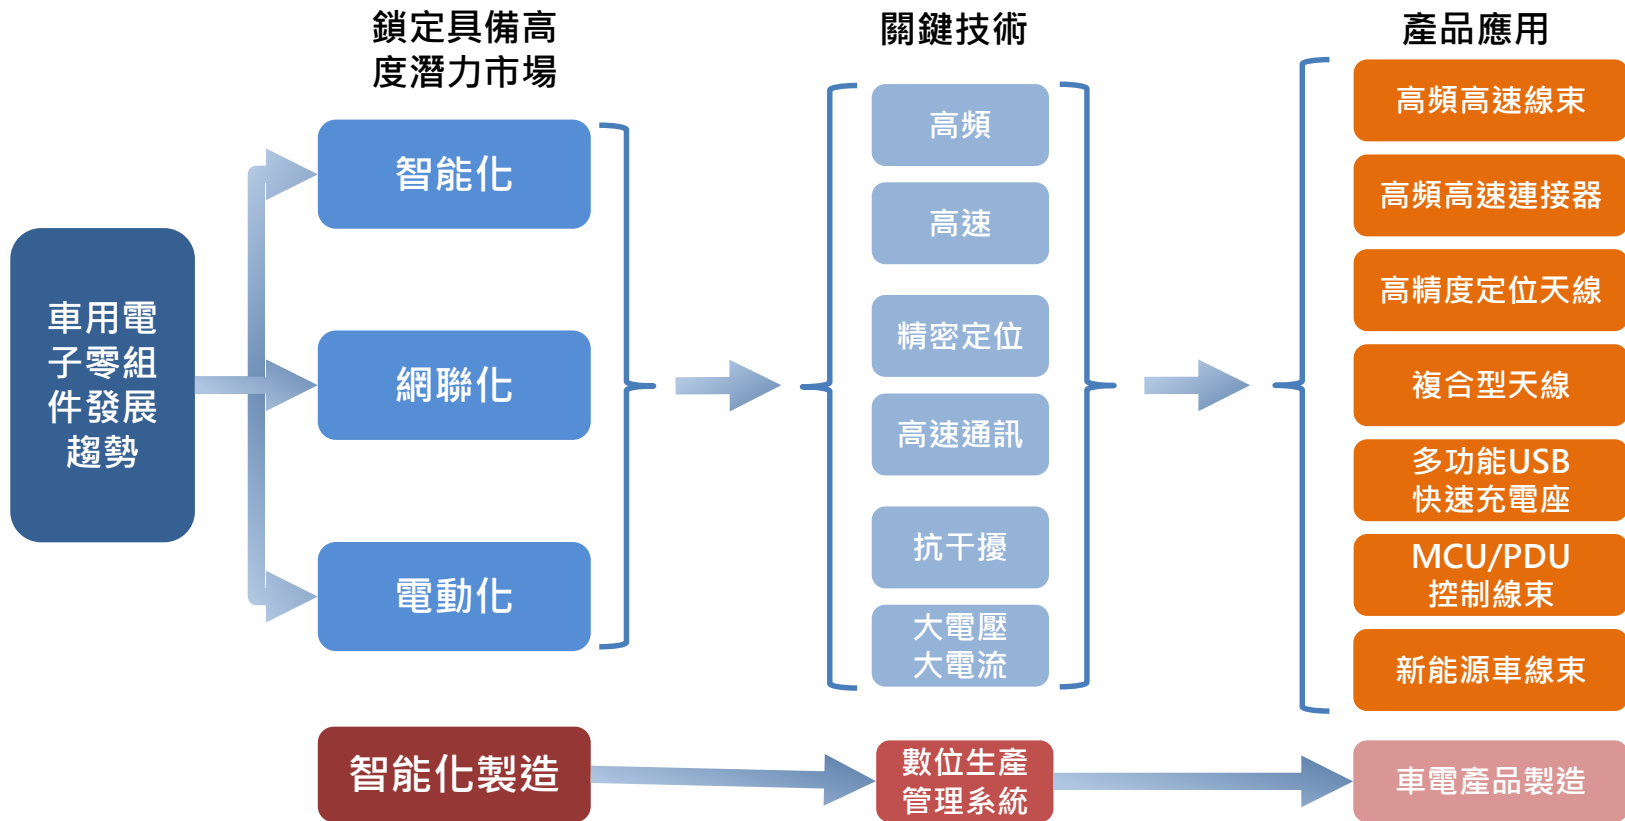 鎖定具備高
度潛力市場
關鍵技術
產品應用
車用電
子零組
件發展
趨勢
智能化
網聯化
電動化
高頻
高速
精密定位
高速通訊
抗干擾
大電壓
大電流
高頻高速線束
高頻高速連接器
高精度定位天線
複合型天線
多功能USB
快速充電座
MCU/PDU
控制線束
新能源車線束
智能化製造
數位生產
管理系統
車電產品製造